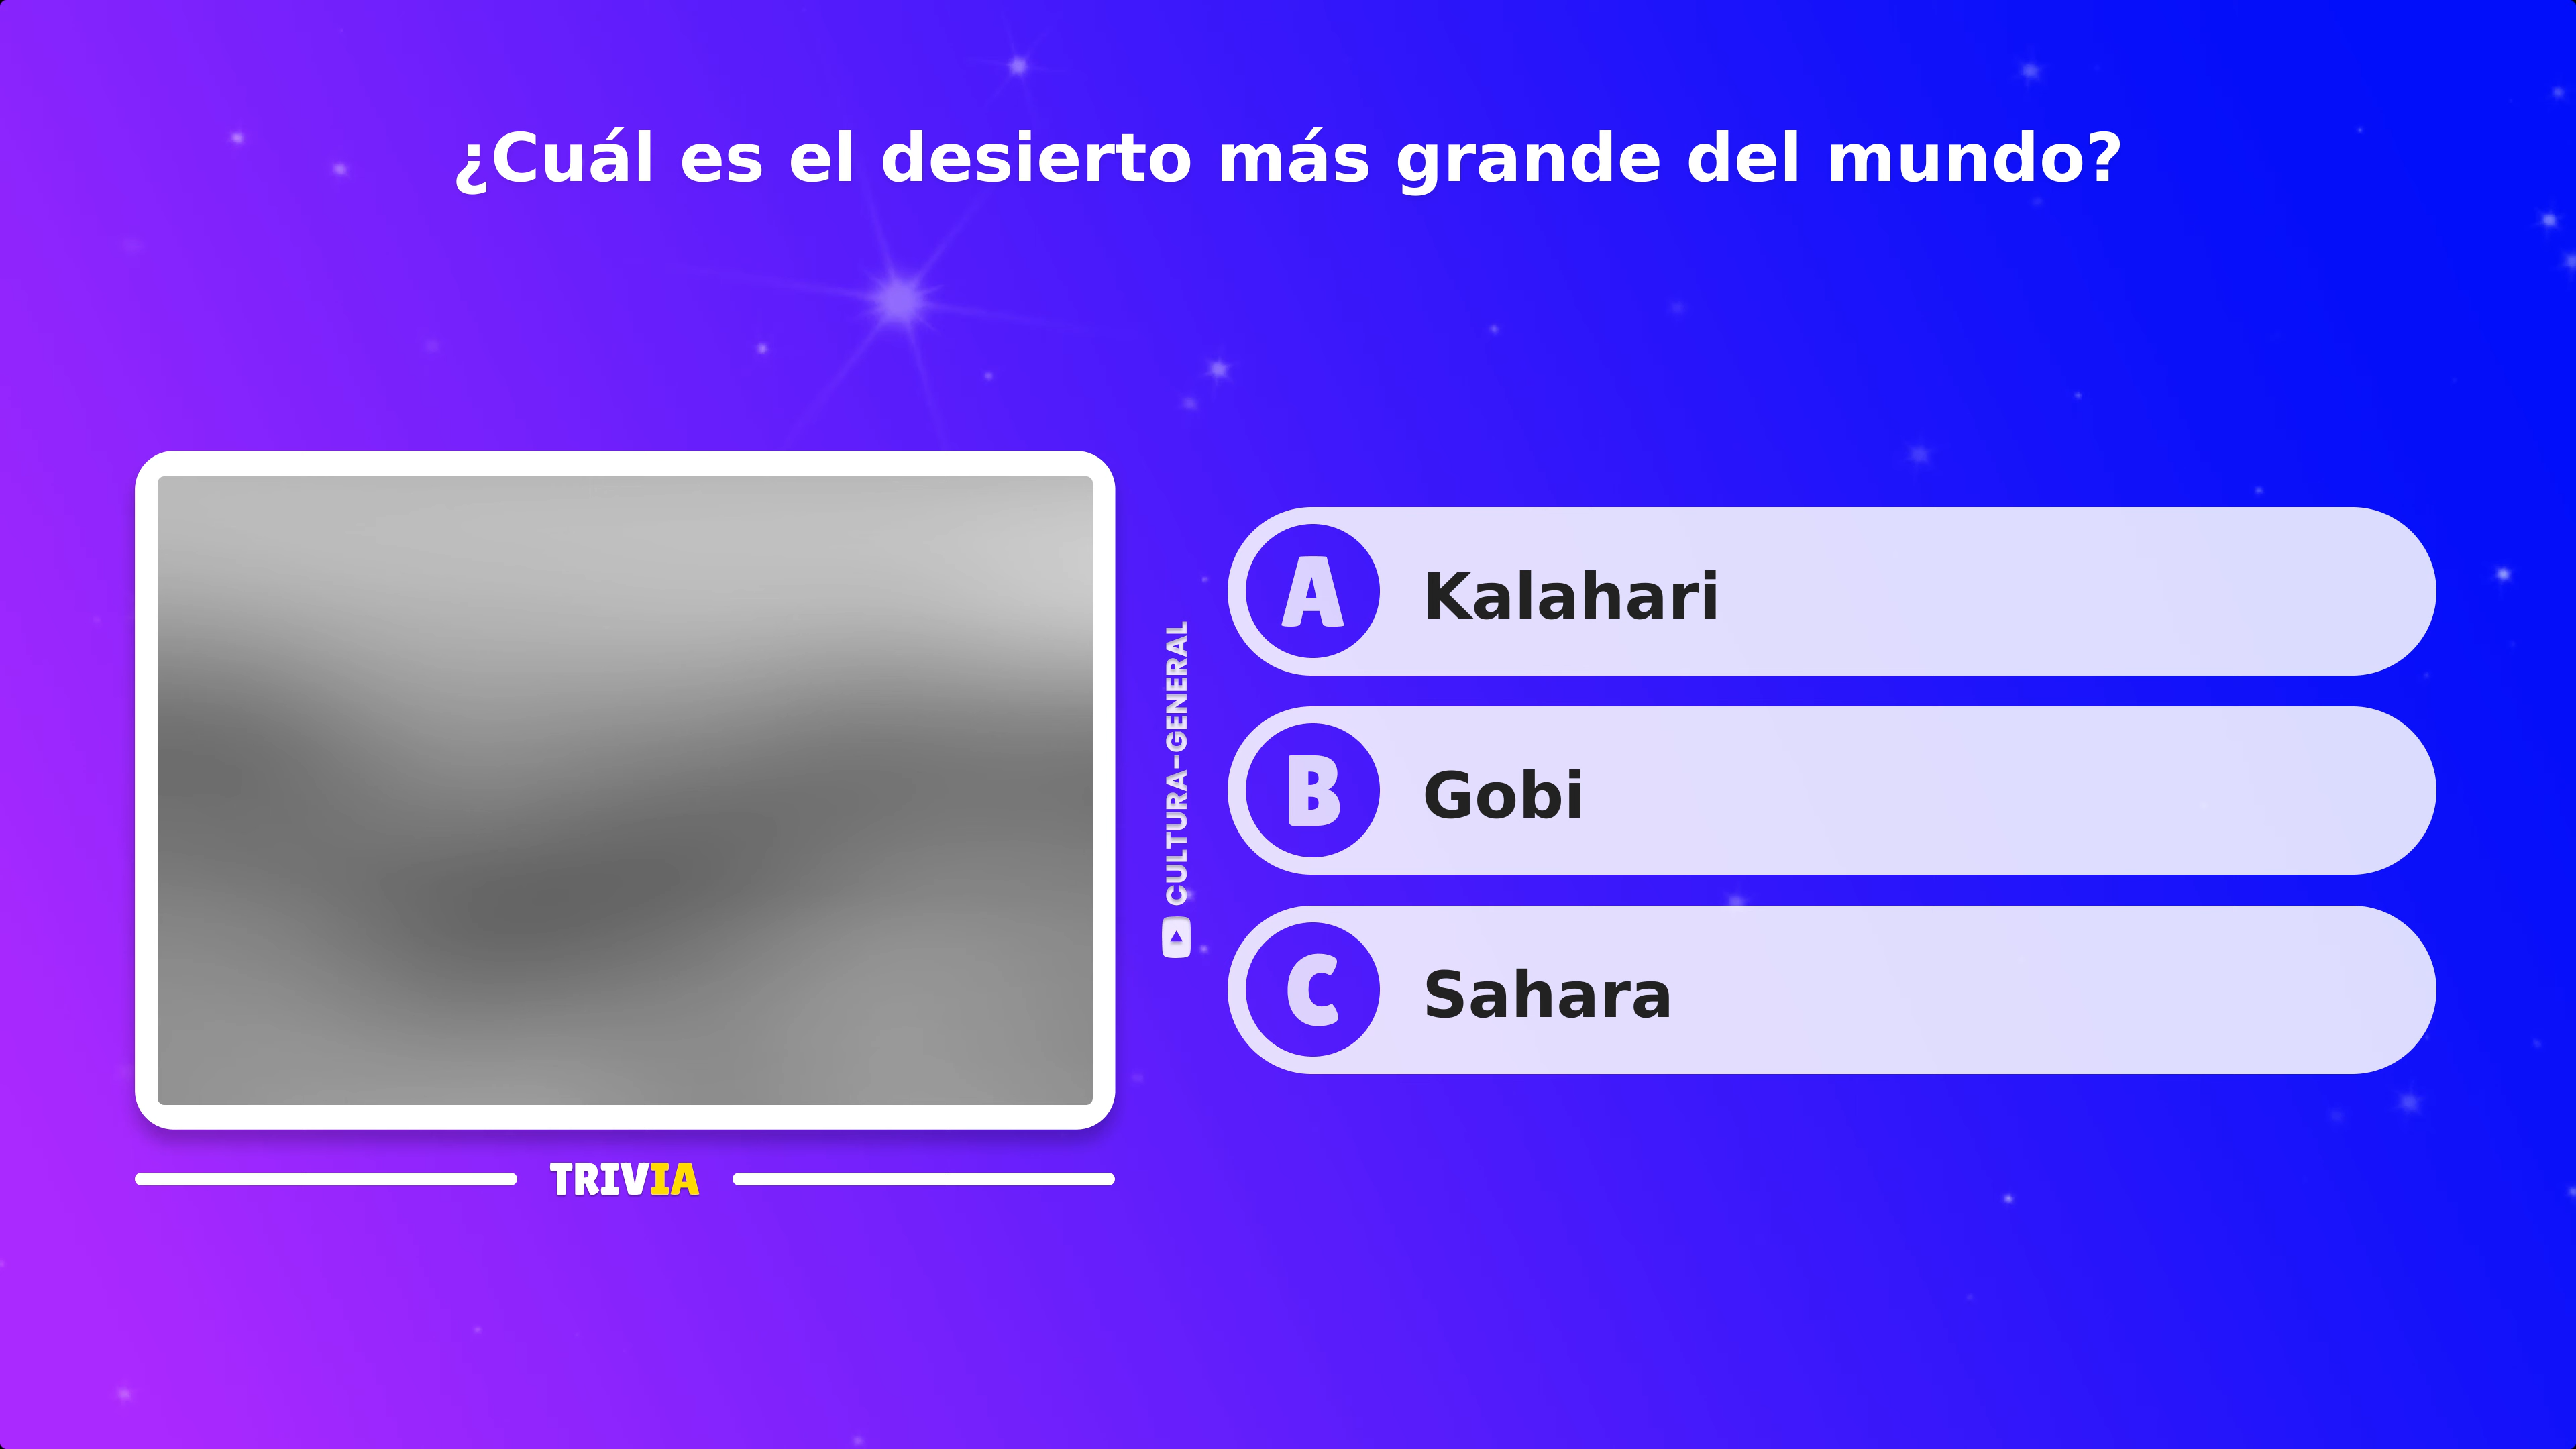 ¿Cuál es el desierto más grande del mundo?
A Kalahari
B Gobi
C Sahara
CULTURA-GENERAL
TRIVIA